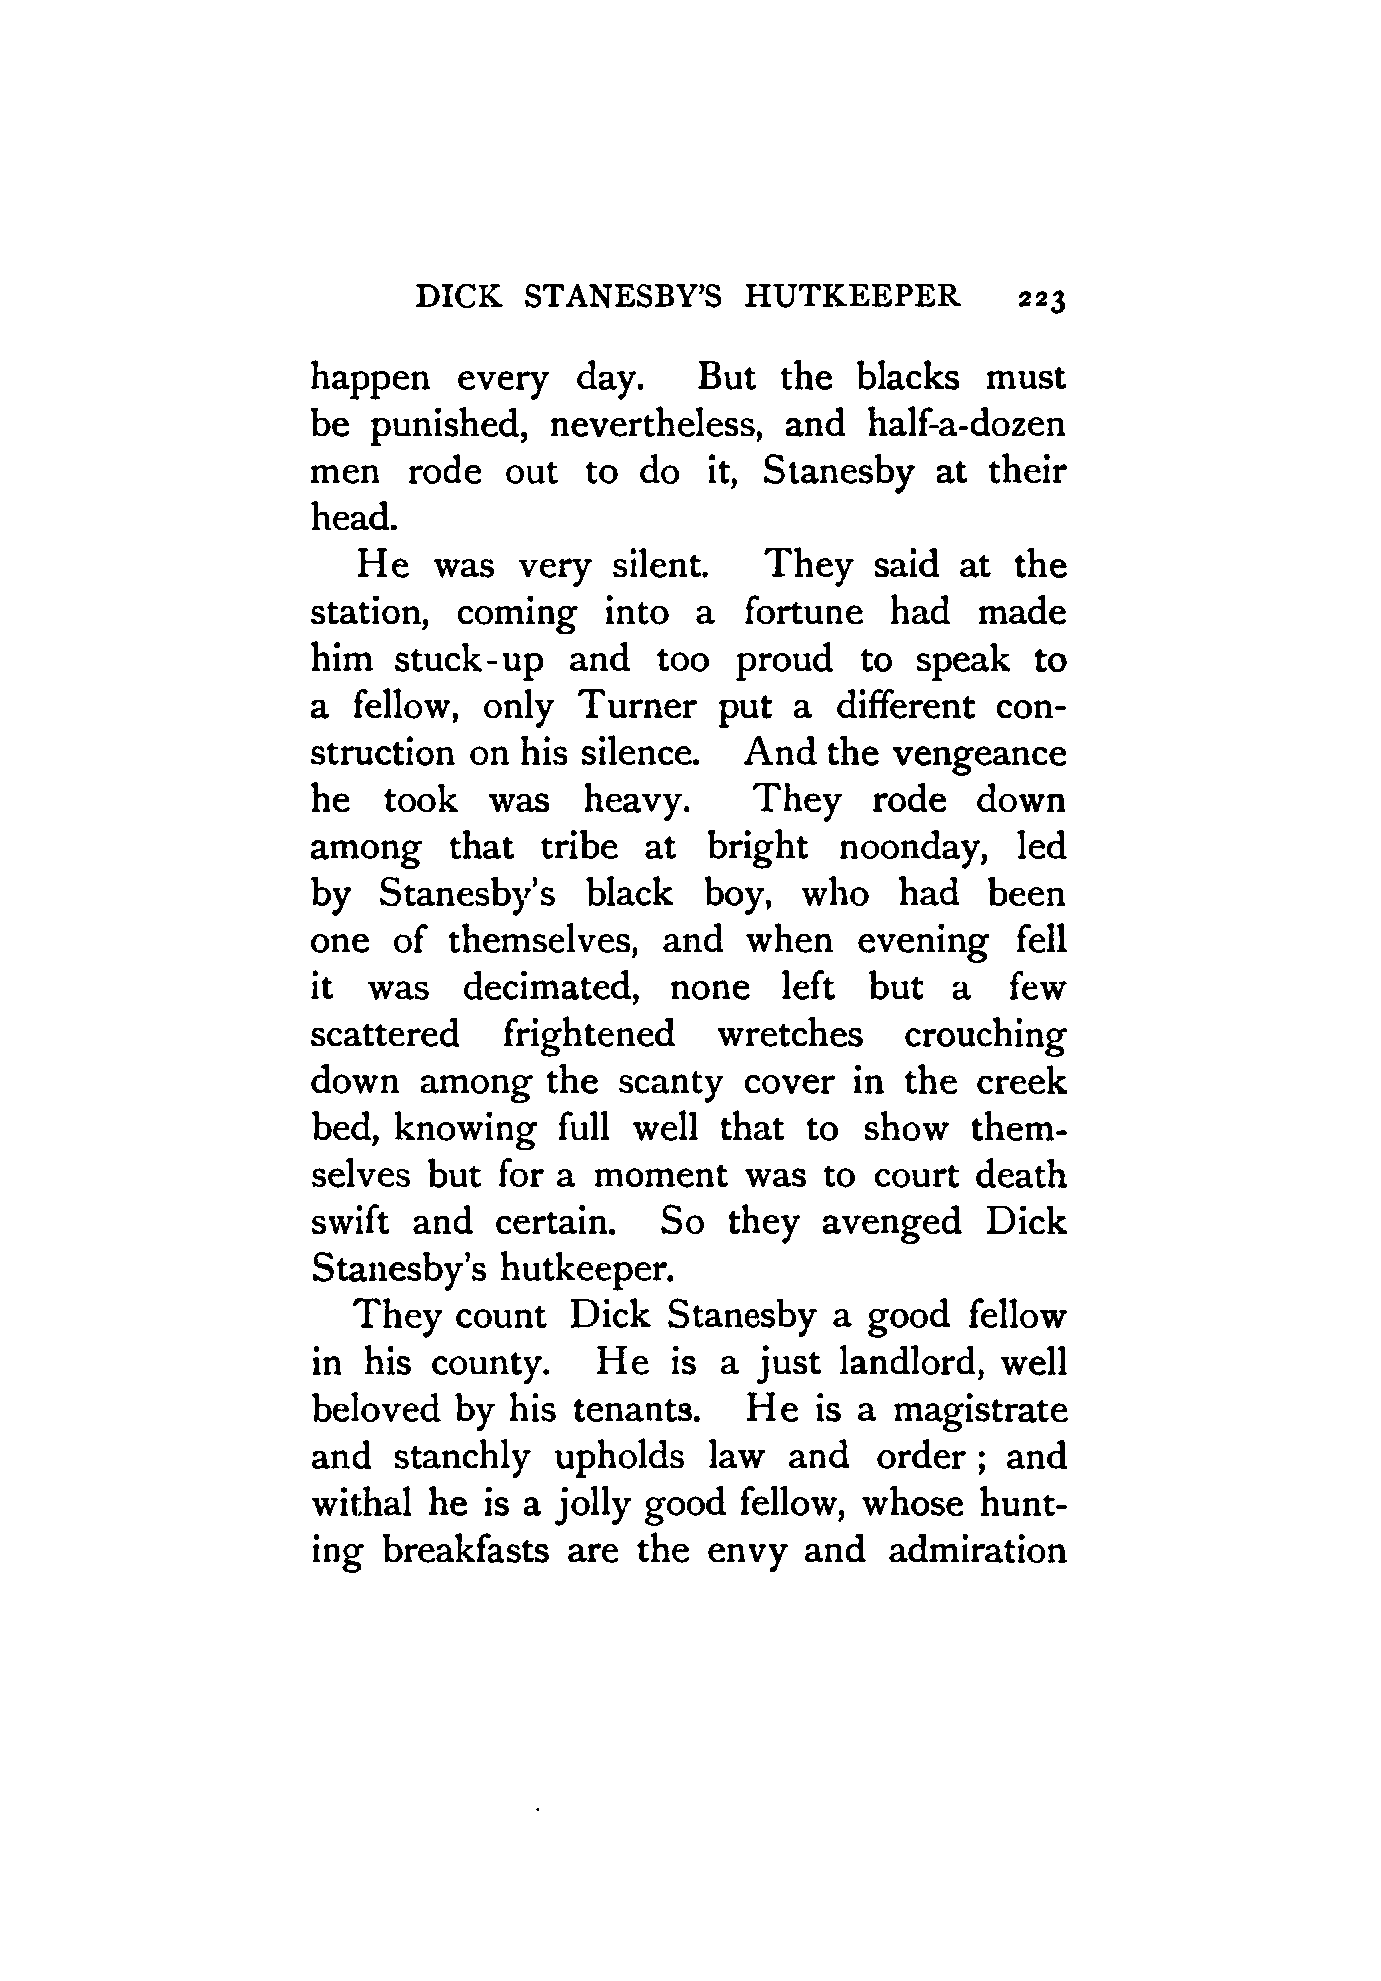 DICK STANESBY'S HUTKEEPER 223
happen every day. But the blacks must
be punished, nevertheless, and half-a-dozen
men rode out to do it, Stanesby at their
head.
He was very silent. They said at the
station, coming into a fortune had made
him stuck-up and too proud to speak to
a fellow, only Turner put a different con-
struction on his silence. And the vengeance
he took was heavy. They rode down
among that tribe at bright noonday, led
by Stanesby's black boy, who had been
one of themselves, and when evening fell
it was decimated, none left but a few
scattered frightened wretches crouching
down among the scanty cover in the creek
bed, knowing full well that to show them-
selves but for a moment was to court death
swift and certain. So they avenged Dick
Stanesby's hutkeeper.
They count Dick Stanesby a good fellow
in his county. He is a just landlord, well
beloved by his tenants. He is a magistrate
and stanchly upholds law and order ; and
withal he is a jolly good fellow, whose hunt-
ing breakfasts are the envy and admiration